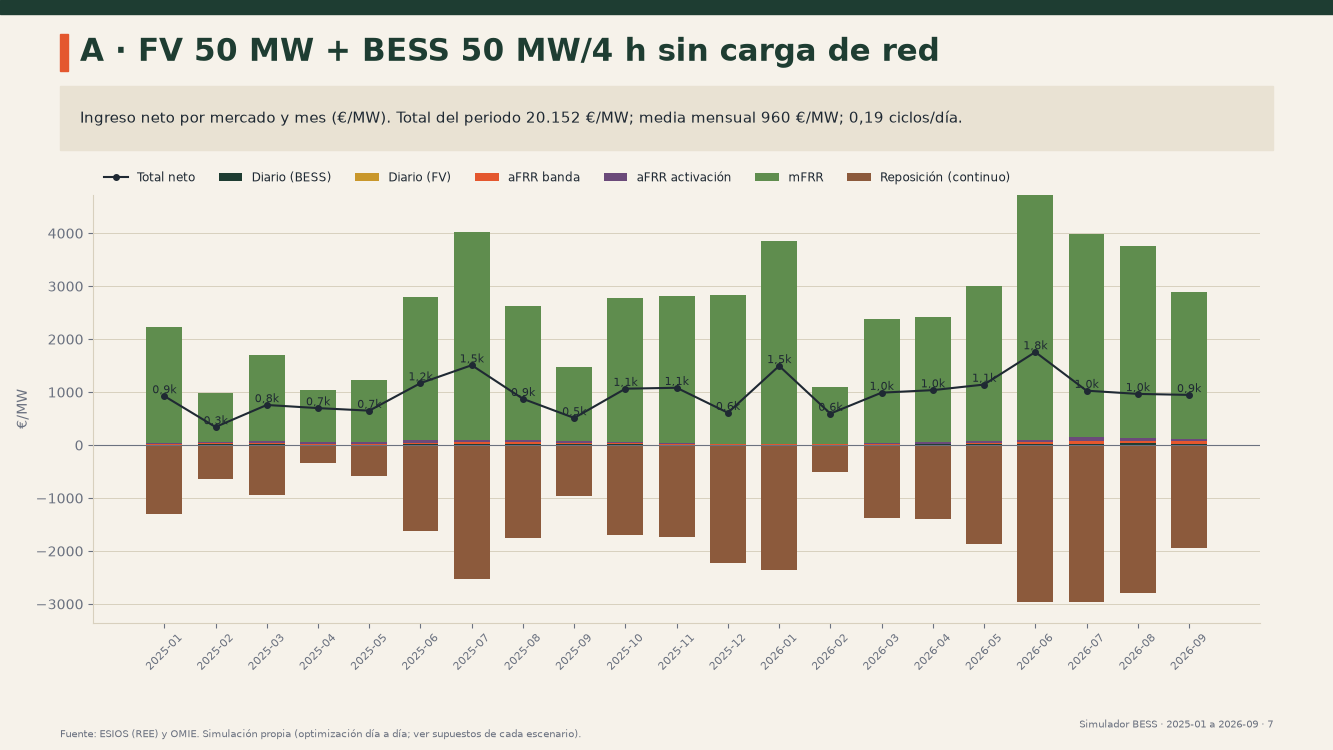 A · FV 50 MW + BESS 50 MW/4 h sin carga de red
Ingreso neto por mercado y mes (€/MW). Total del periodo 20.152 €/MW; media mensual 960 €/MW; 0,19 ciclos/día.
Total neto Diario (BESS) Diario (FV) aFRR banda aFRR activación mFRR Reposición (continuo)
€/MW
4000
3000
2000
1000
0
−1000
−2000
−3000
0.9k 0.3k 0.8k 0.7k 0.7k 1.2k 1.5k 0.9k 0.5k 1.1k 1.1k 0.6k 1.5k 0.6k 1.0k 1.0k 1.1k 1.8k 1.0k 1.0k 0.9k
2025-01 2025-02 2025-03 2025-04 2025-05 2025-06 2025-07 2025-08 2025-09 2025-10 2025-11 2025-12 2026-01 2026-02 2026-03 2026-04 2026-05 2026-06 2026-07 2026-08 2026-09
Simulador BESS · 2025-01 a 2026-09 · 7
Fuente: ESIOS (REE) y OMIE. Simulación propia (optimización día a día; ver supuestos de cada escenario).